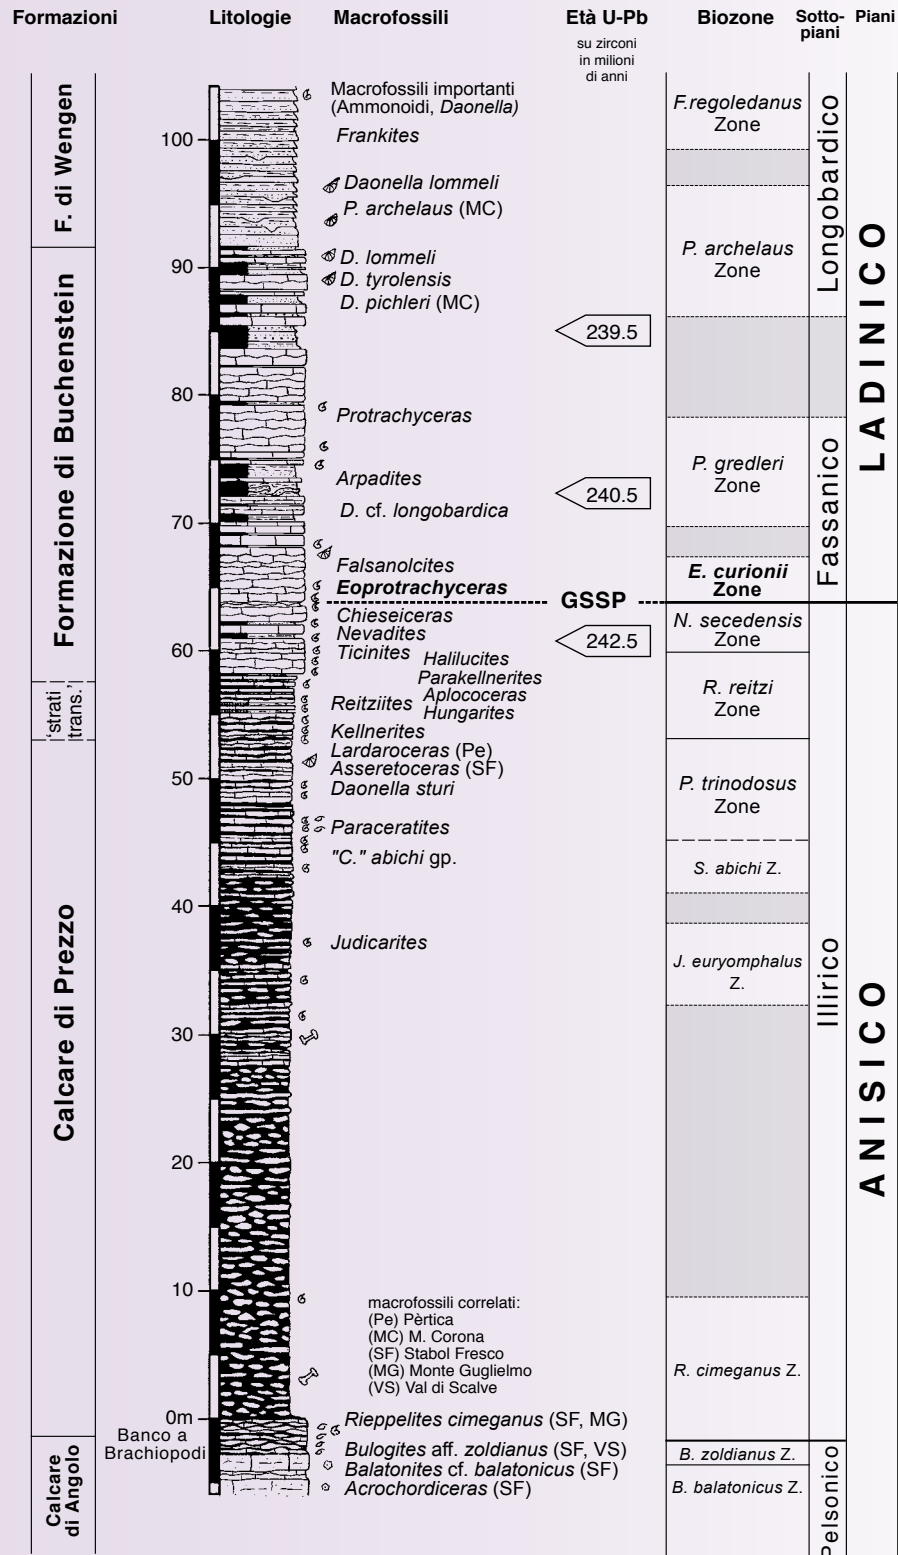 Formazioni
Litologie
Macrofossili
Età U-Pb
su zirconi
in milioni
di anni
Biozone
Sotto-
piani
Piani
F. di Wengen
Formazione di Buchenstein
'strati
trans.'
Calcare di Prezzo
Calcare
di Angolo
100
90
80
70
60
50
40
30
20
10
0m
Banco a
Brachiopodi
Macrofossili importanti
(Ammonoidi, Daonella)
Frankites
Daonella lommeli
P. archelaus (MC)
D. lommeli
D. tyrolensis
D. pichleri (MC)
Protrachyceras
Arpadites
D. cf. longobardica
Falsanolcites
Eoprotrachyceras
Chieseiceras
Nevadites
Ticinites
Halilucites
Parakellnerites
Aplococeras
Hungarites
Reitziites
Kellnerites
Lardaroceras (Pe)
Asseretoceras (SF)
Daonella sturi
Paraceratites
"C." abichi gp.
Judicarites
macrofossili correlati:
(Pe) Pèrtica
(MC) M. Corona
(SF) Stabol Fresco
(MG) Monte Guglielmo
(VS) Val di Scalve
Rieppelites cimeganus (SF, MG)
Bulogites aff. zoldianus (SF, VS)
Balatonites cf. balatonicus (SF)
Acrochordiceras (SF)
239.5
240.5
GSSP
242.5
F.regoledanus
Zone
P. archelaus
Zone
P. gredleri
Zone
E. curionii
Zone
N. secedensis
Zone
R. reitzi
Zone
P. trinodosus
Zone
S. abichi Z.
J. euryomphalus
Z.
R. cimeganus Z.
B. zoldianus Z.
B. balatonicus Z.
Longobardico
Fassanico
Illirico
Pelsonico
LADINICO
ANISICO